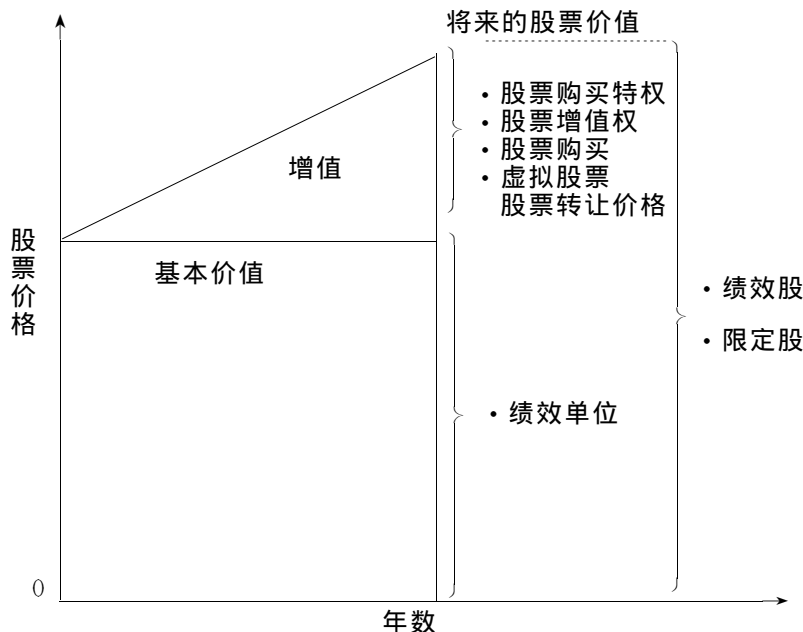 将来的股票价值
• 股票购买特权
• 股票增值权
• 股票购买
• 虚拟股票
股票转让价格
增值
股票价格
基本价值
• 绩效股
• 限定股
• 绩效单位
0
年数